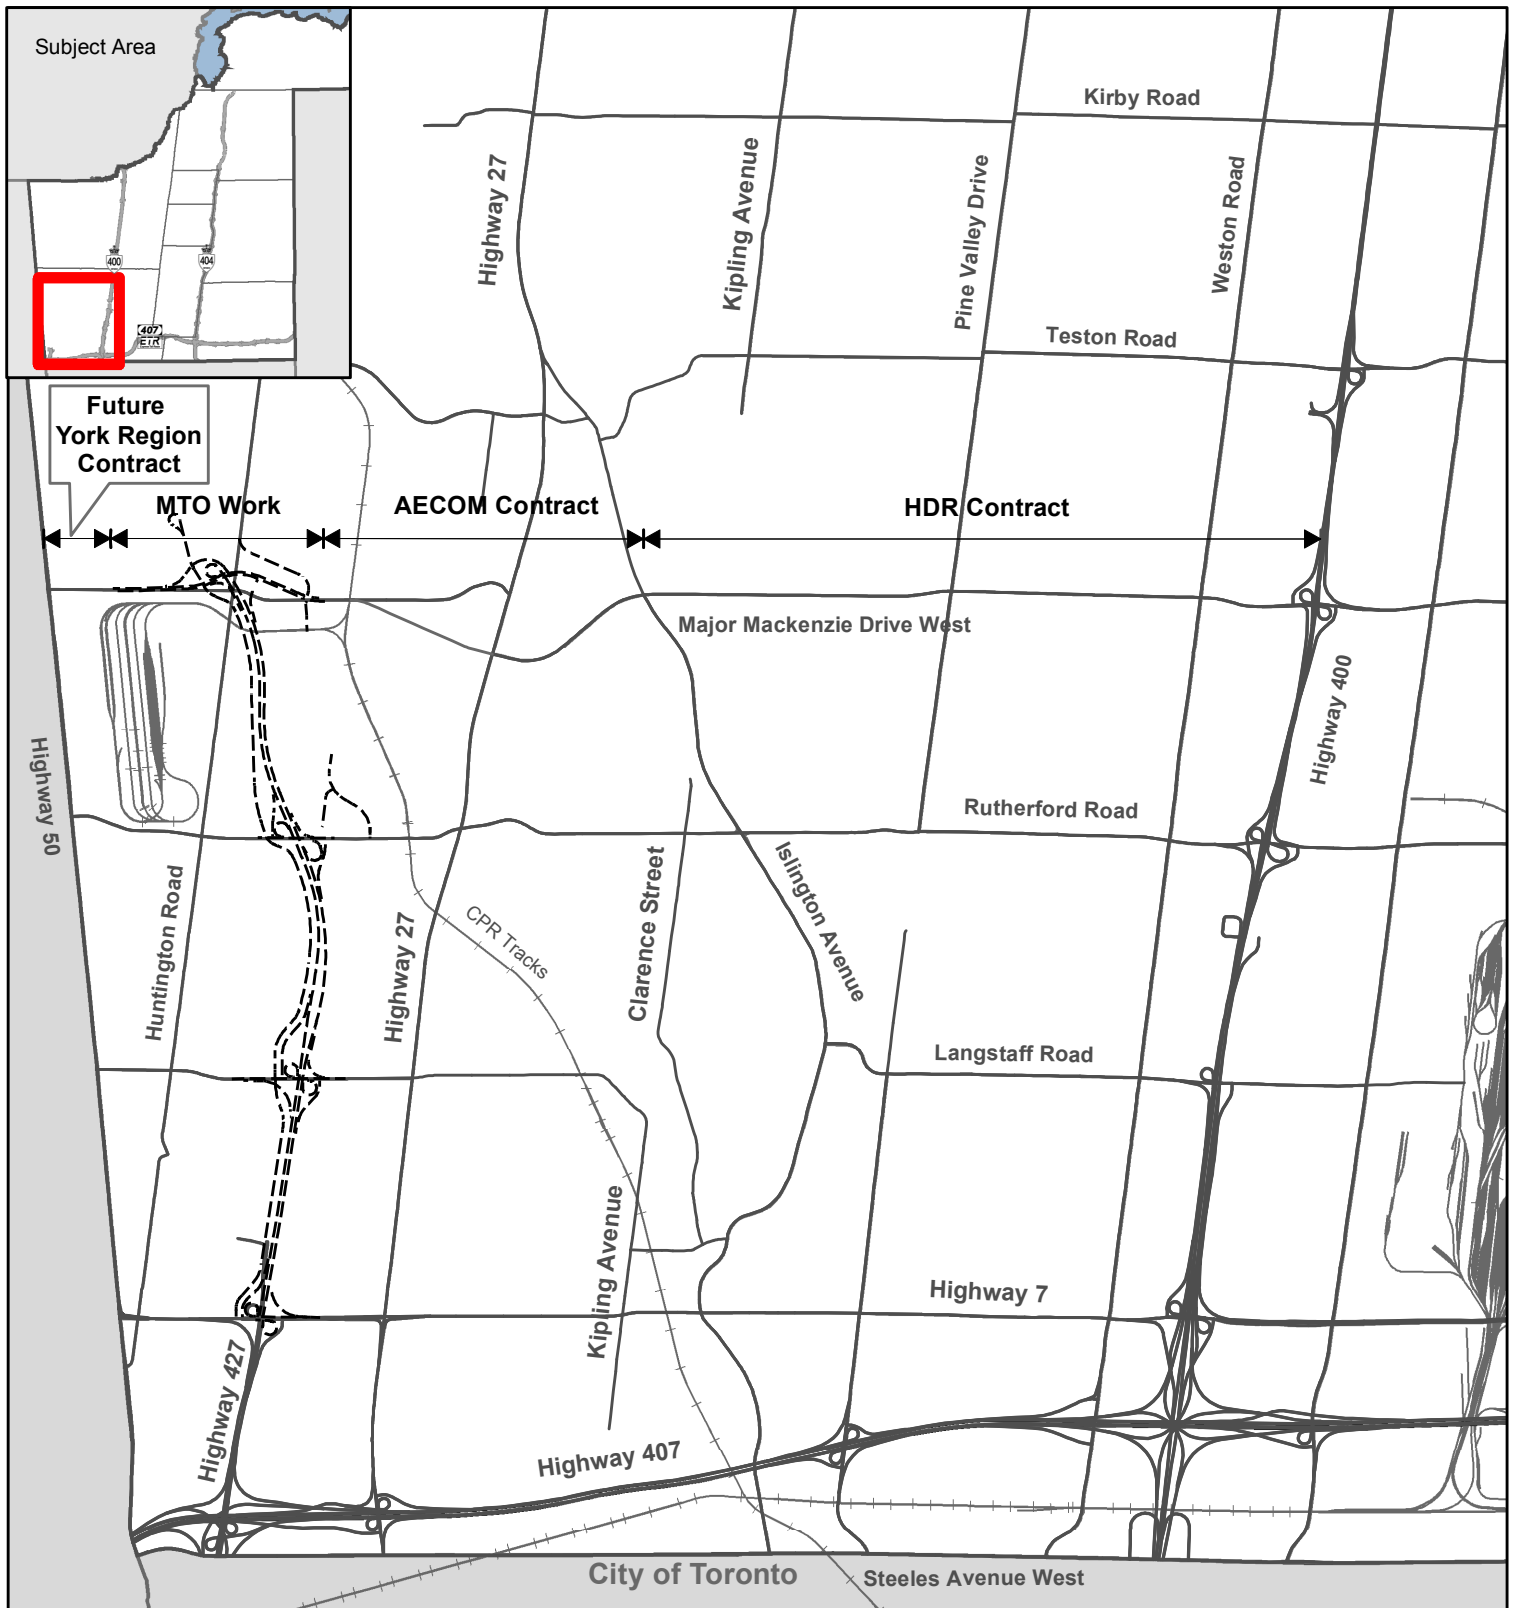 Subject Area
400
404
407
ETR
Kirby Road
Highway 27
Kipling Avenue
Pine Valley Drive
Weston Road
Teston Road
Future
York Region
Contract
MTO Work
AECOM Contract
HDR Contract
Major Mackenzie Drive West
Highway 400
Highway 50
Rutherford Road
Huntington Road
Highway 27
CPR Tracks
Clarence Street
Islington Avenue
Langstaff Road
Kipling Avenue
Highway 7
Highway 427
Highway 407
City of Toronto
Steeles Avenue West